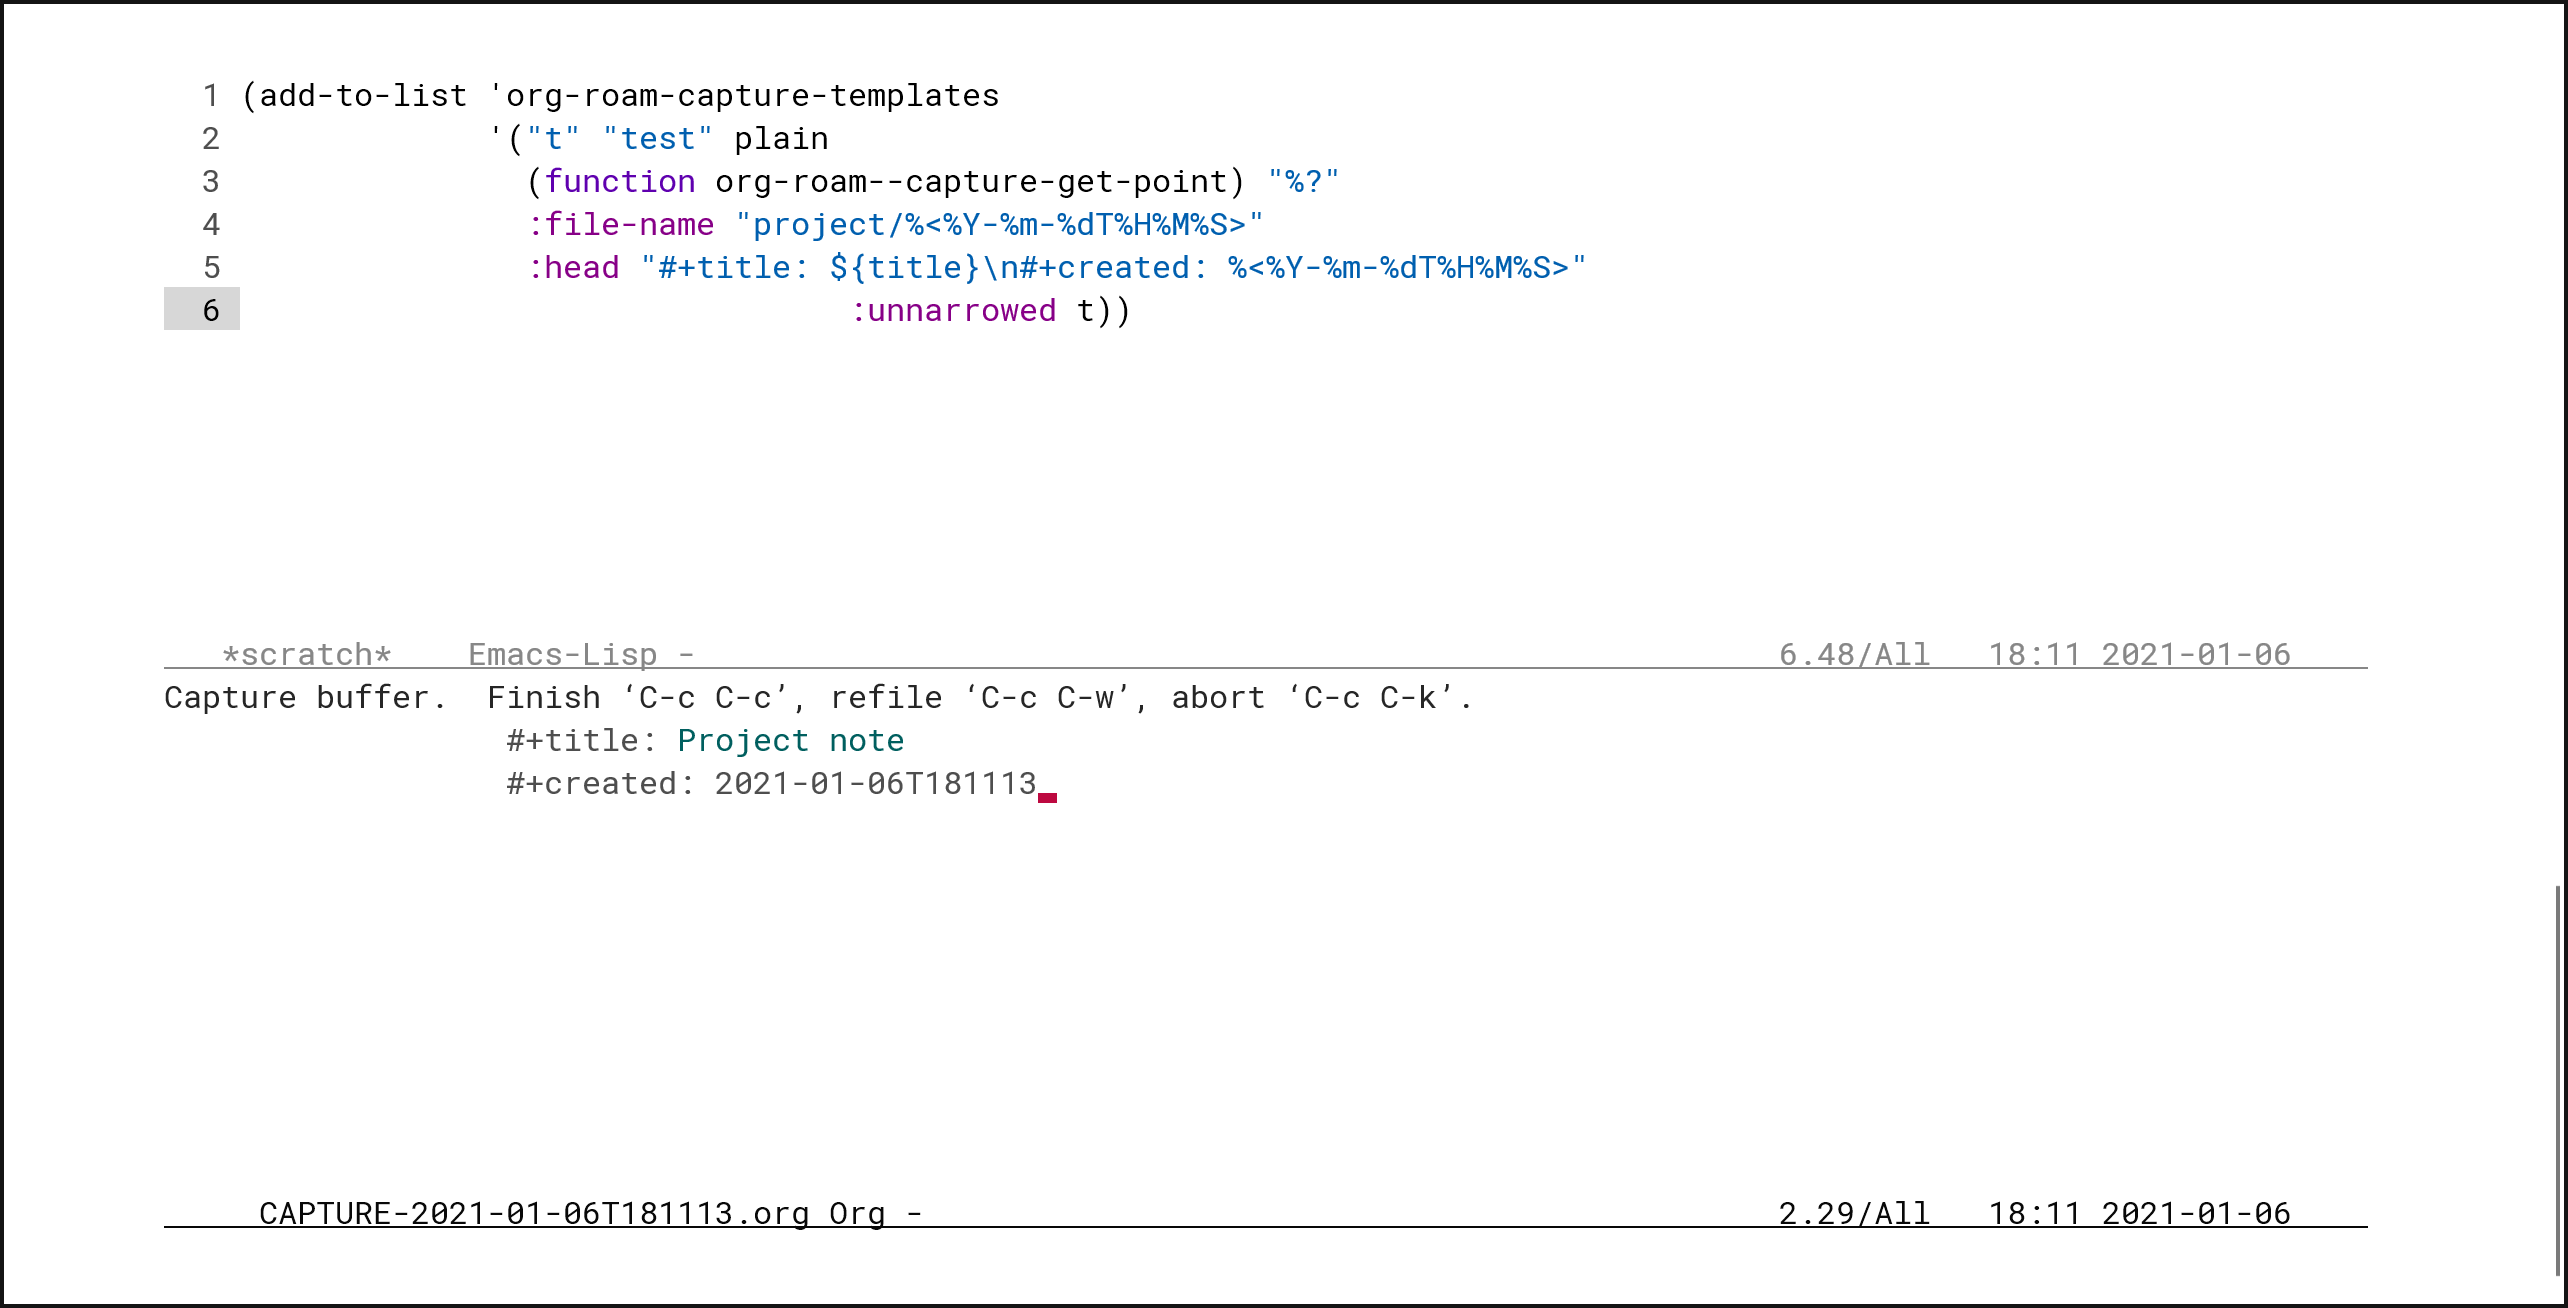 1 (add-to-list 'org-roam-capture-templates
2 '("t" "test" plain
3 (function org-roam--capture-get-point) "%?"
4 :file-name "project/%<%Y-%m-%dT%H%M%S>"
5 :head "#+title: ${title}\n#+created: %<%Y-%m-%dT%H%M%S>"
6 :unnarrowed t))
*scratch* Emacs-Lisp - 6.48/All 18:11 2021-01-06
Capture buffer. Finish ‘C-c C-c’, refile ‘C-c C-w’, abort ‘C-c C-k’.
#+title: Project note
#+created: 2021-01-06T181113
CAPTURE-2021-01-06T181113.org Org - 2.29/All 18:11 2021-01-06